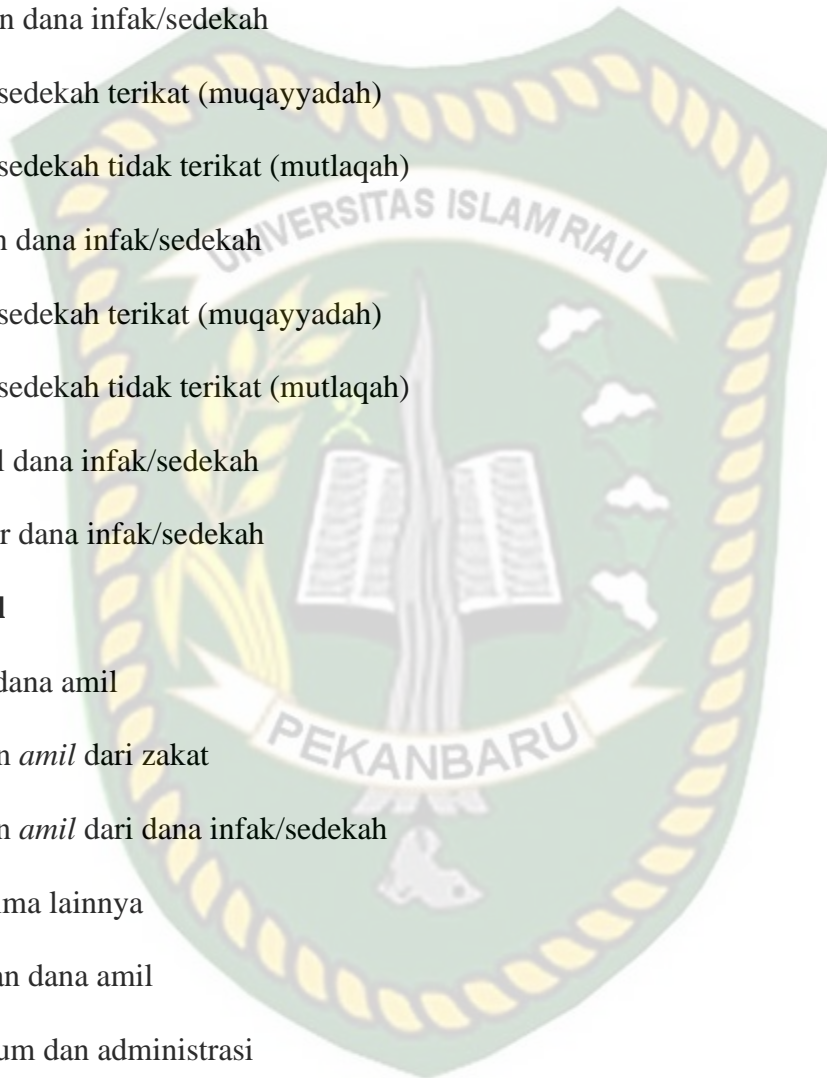 n dana infak/sedekah
sedekah terikat (muqayyadah)
sedekah tidak terikat (mutlaqah)
UNIVERSITAS ISLAM RIAU
n dana infak/sedekah
sedekah terikat (muqayyadah)
sedekah tidak terikat (mutlaqah)
l dana infak/sedekah
r dana infak/sedekah
l
dana amil
PEKANBARU
n amil dari zakat
n amil dari dana infak/sedekah
ma lainnya
an dana amil
um dan administrasi